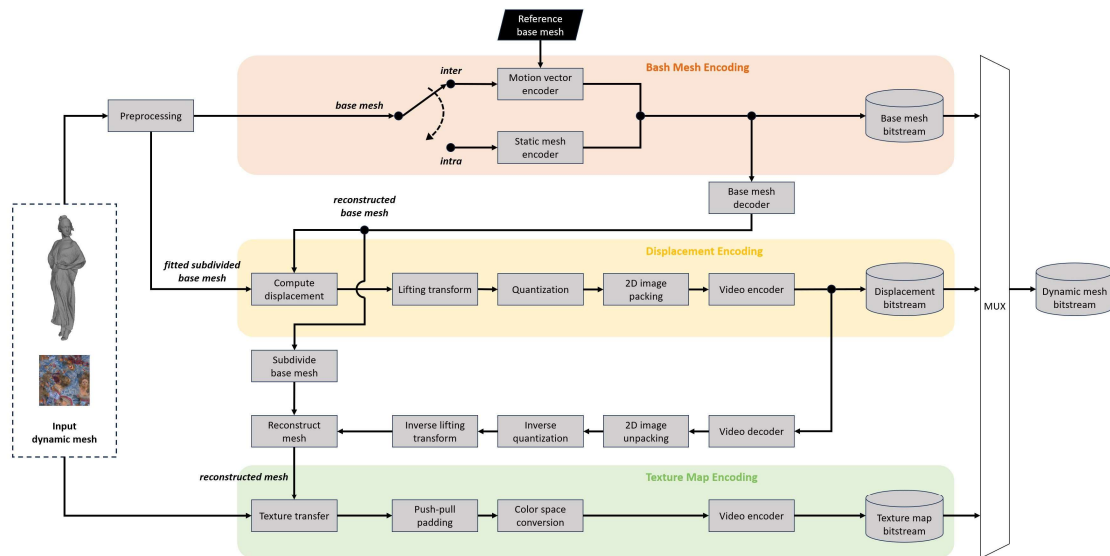 Reference
base mesh
Bash Mesh Encoding
inter
Motion vector
encoder
base mesh
Preprocessing
Base mesh
bitstream
Static mesh
encoder
intra
Base mesh
decoder
reconstructed
base mesh
Displacement Encoding
fitted subdivided
base mesh
Compute
displacement
Lifting transform
Quantization
2D image
packing
Video encoder
Displacement
bitstream
MUX
Dynamic mesh
bitstream
Subdivide
base mesh
Input
dynamic mesh
Reconstruct
mesh
Inverse lifting
transform
Inverse
quantization
2D image
unpacking
Video decoder
reconstructed mesh
Texture Map Encoding
Texture transfer
Push-pull
padding
Color space
conversion
Video encoder
Texture map
bitstream